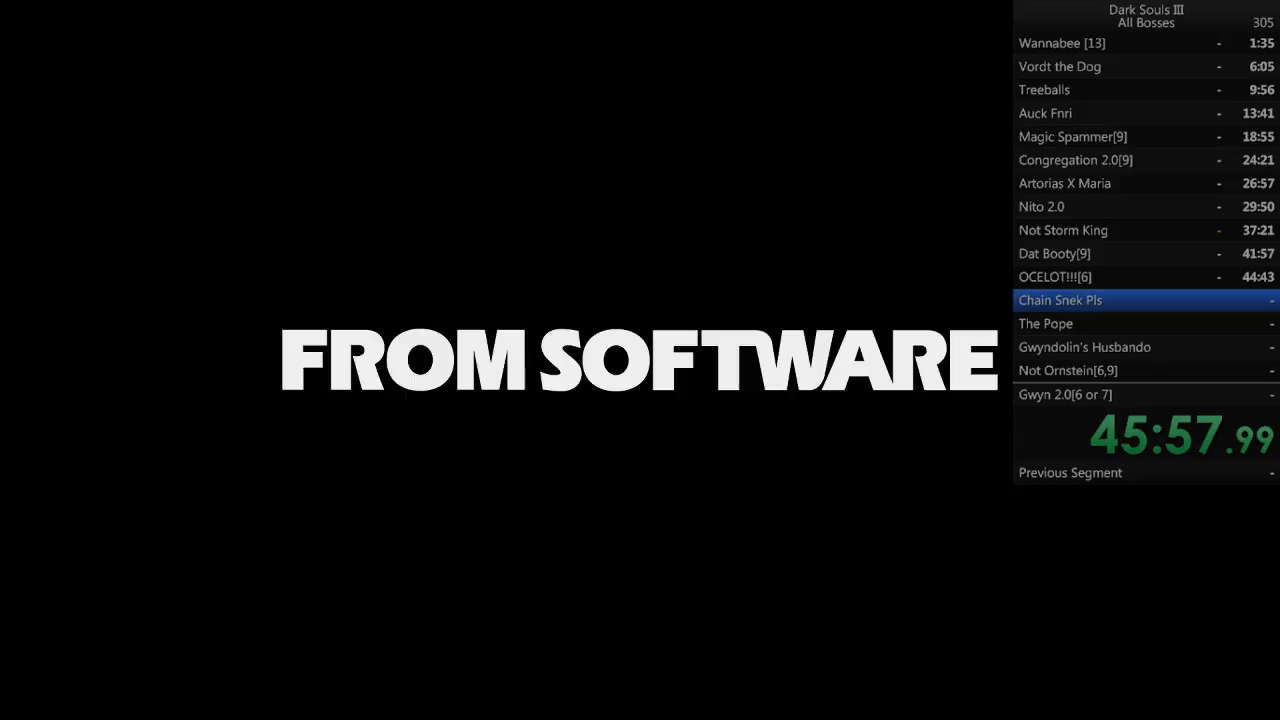 Dark Souls III
All Bosses 305
Wannabee [13] - 1:35
Vordt the Dog - 6:05
Treeballs - 9:56
Auck Fnri - 13:41
Magic Spammer[9] - 18:55
Congregation 2.0[9] - 24:21
Artorias X Maria - 26:57
Nito 2.0 - 29:50
Not Storm King - 37:21
Dat Booty[9] - 41:57
OCELOT!!![6] - 44:43
Chain Snek Pls -
The Pope -
Gwyndolin's Husbando -
Not Ornstein[6,9] -
Gwyn 2.0[6 or 7] -
45:57.99
Previous Segment -
FROM SOFTWARE